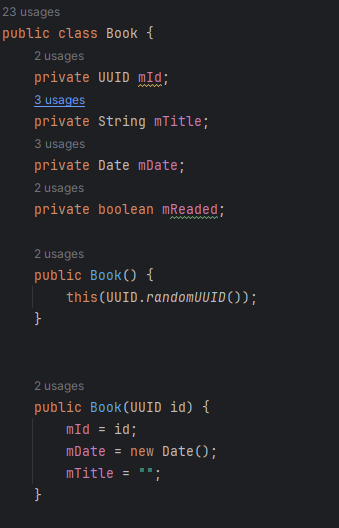 23 usages
public class Book {
2 usages
private UUID mId;
3 usages
private String mTitle;
3 usages
private Date mDate;
2 usages
private boolean mReaded;
2 usages
public Book() {
this(UUID.randomUUID());
}
2 usages
public Book(UUID id) {
mId = id;
mDate = new Date();
mTitle = "";
}